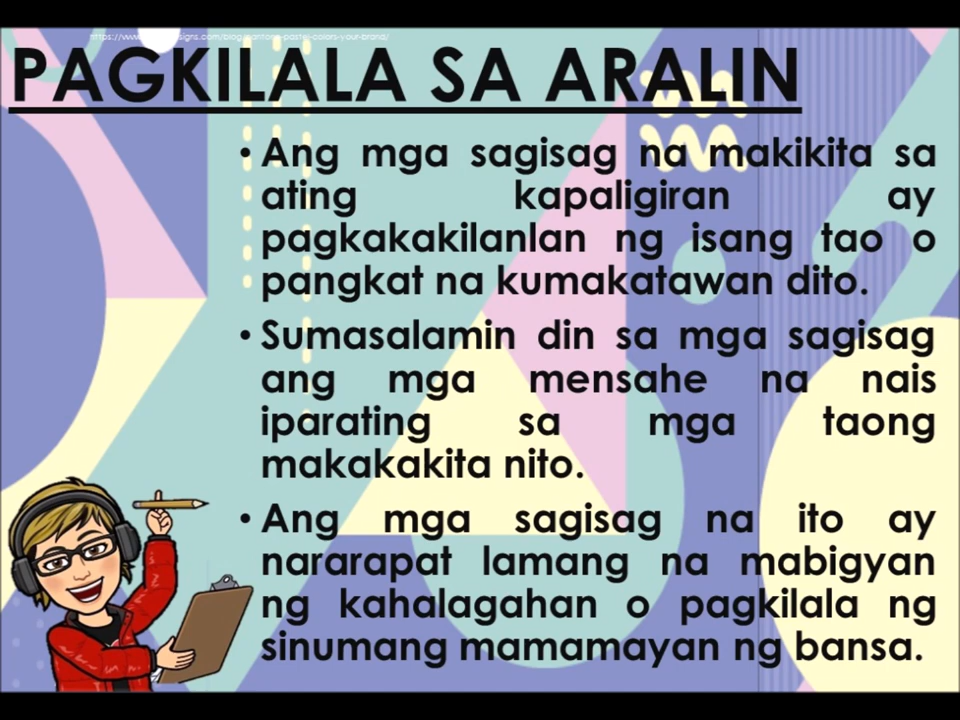 PAGKILALA SA ARALIN
• Ang mga sagisag na makikita sa
ating kapaligiran ay
pagkakakilanlan ng isang tao o
pangkat na kumakatawan dito.
• Sumasalamin din sa mga sagisag
ang mga mensahe na nais
iparating sa mga taong
makakakita nito.
• Ang mga sagisag na ito ay
nararapat lamang na mabigyan
ng kahalagahan o pagkilala ng
sinumang mamamayan ng bansa.